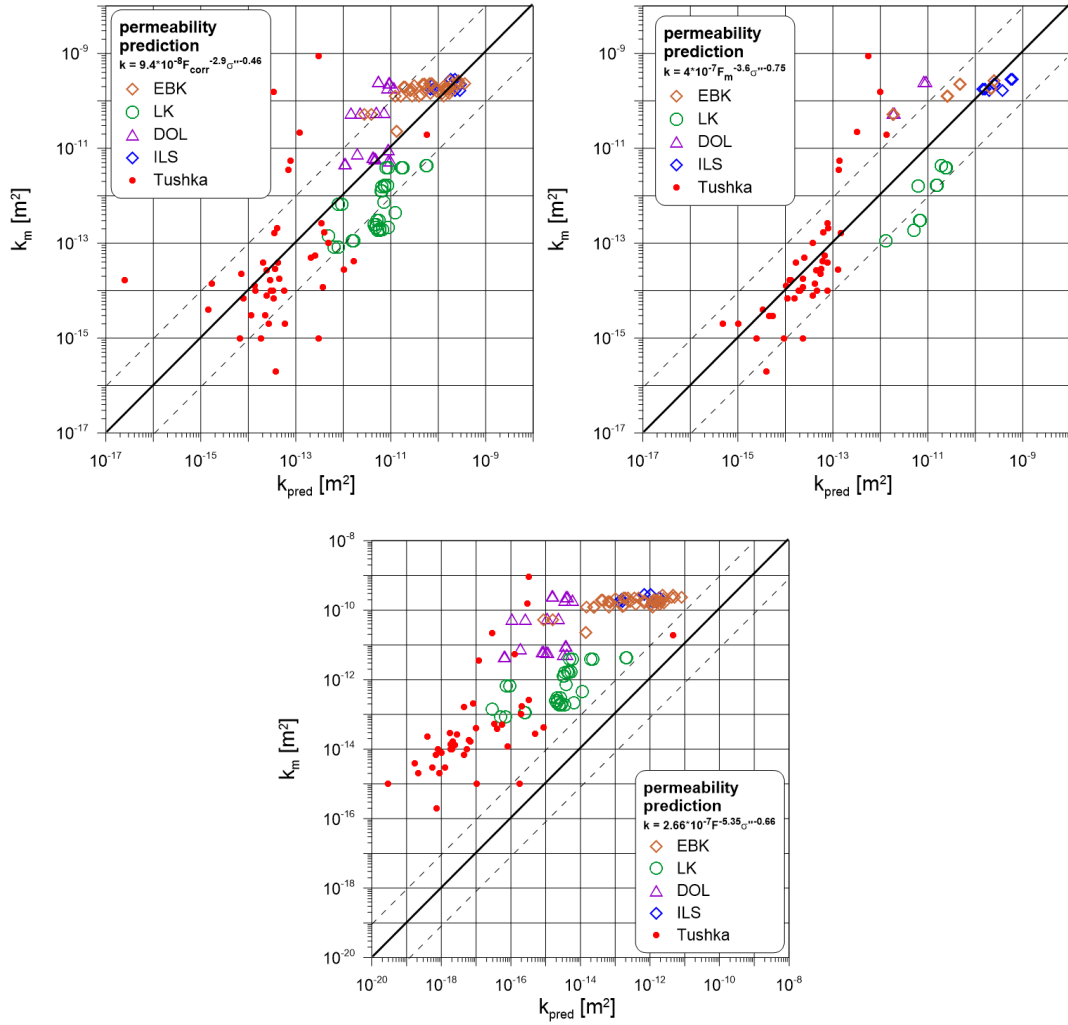 permeability
prediction
k = 9.4*10⁻⁸F_corr⁻²·⁹σ''⁻⁰·⁴⁶
EBK
LK
DOL
ILS
Tushka
10⁻⁹
10⁻¹¹
10⁻¹³
10⁻¹⁵
10⁻¹⁷
k_m [m²]
10⁻¹⁷
10⁻¹⁵
10⁻¹³
10⁻¹¹
10⁻⁹
k_pred [m²]
permeability
prediction
k = 4*10⁻⁷F_m⁻³·⁶σ''⁻⁰·⁷⁵
EBK
LK
DOL
ILS
Tushka
10⁻⁹
10⁻¹¹
10⁻¹³
10⁻¹⁵
10⁻¹⁷
k_m [m²]
10⁻¹⁷
10⁻¹⁵
10⁻¹³
10⁻¹¹
10⁻⁹
k_pred [m²]
10⁻⁸
10⁻¹⁰
10⁻¹²
10⁻¹⁴
10⁻¹⁶
10⁻¹⁸
10⁻²⁰
k_m [m²]
permeability
prediction
k = 2.66*10⁻⁷F⁻⁵·³⁵σ''⁻⁰·⁶⁶
EBK
LK
DOL
ILS
Tushka
10⁻²⁰
10⁻¹⁸
10⁻¹⁶
10⁻¹⁴
10⁻¹²
10⁻¹⁰
10⁻⁸
k_pred [m²]